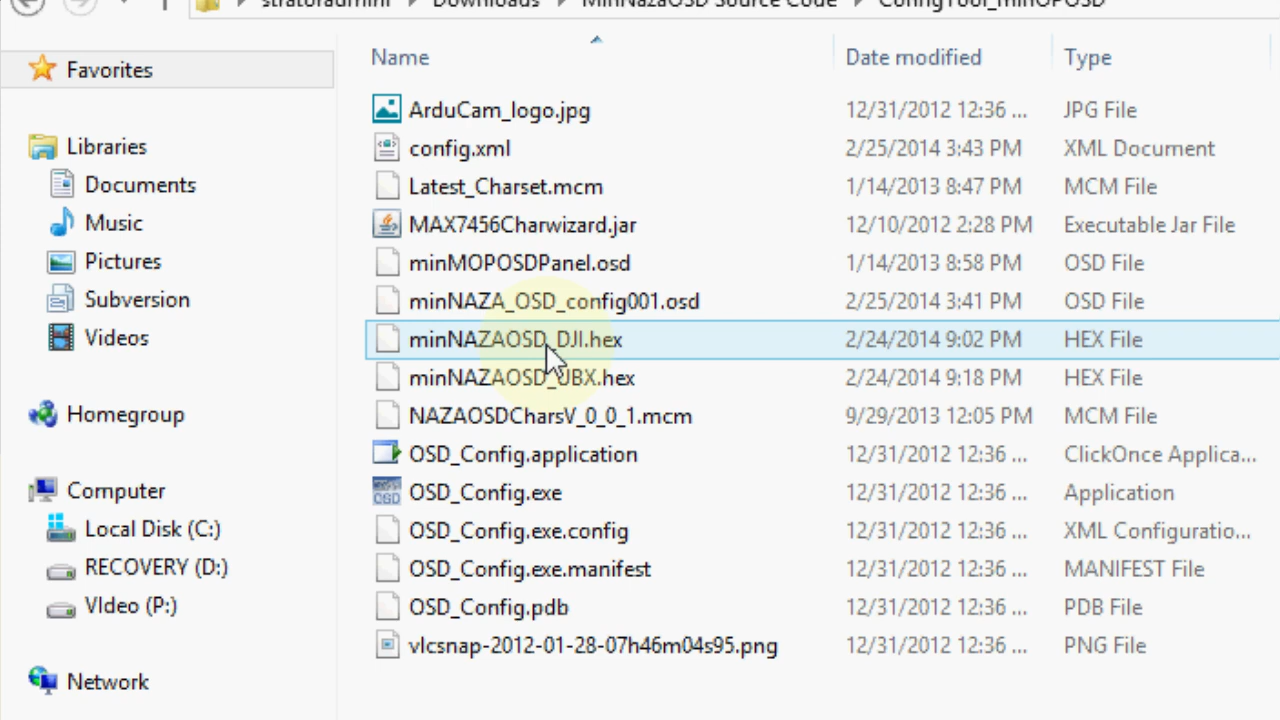 stratoradmini Downloads MinNazaOSD Source Code ConfigTool_minOPOSD
Name Date modified Type
Favorites
Libraries
Documents
Music
Pictures
Subversion
Videos
Homegroup
Computer
Local Disk (C:)
RECOVERY (D:)
VIdeo (P:)
Network
ArduCam_logo.jpg 12/31/2012 12:36 ... JPG File
config.xml 2/25/2014 3:43 PM XML Document
Latest_Charset.mcm 1/14/2013 8:47 PM MCM File
MAX7456Charwizard.jar 12/10/2012 2:28 PM Executable Jar File
minMOPOSDPanel.osd 1/14/2013 8:58 PM OSD File
minNAZA_OSD_config001.osd 2/25/2014 3:41 PM OSD File
minNAZAOSD_DJI.hex 2/24/2014 9:02 PM HEX File
minNAZAOSD_UBX.hex 2/24/2014 9:18 PM HEX File
NAZAOSDCharsV_0_0_1.mcm 9/29/2013 12:05 PM MCM File
OSD_Config.application 12/31/2012 12:36 ... ClickOnce Applica...
OSD_Config.exe 12/31/2012 12:36 ... Application
OSD_Config.exe.config 12/31/2012 12:36 ... XML Configuratio...
OSD_Config.exe.manifest 12/31/2012 12:36 ... MANIFEST File
OSD_Config.pdb 12/31/2012 12:36 ... PDB File
vlcsnap-2012-01-28-07h46m04s95.png 12/31/2012 12:36 ... PNG File